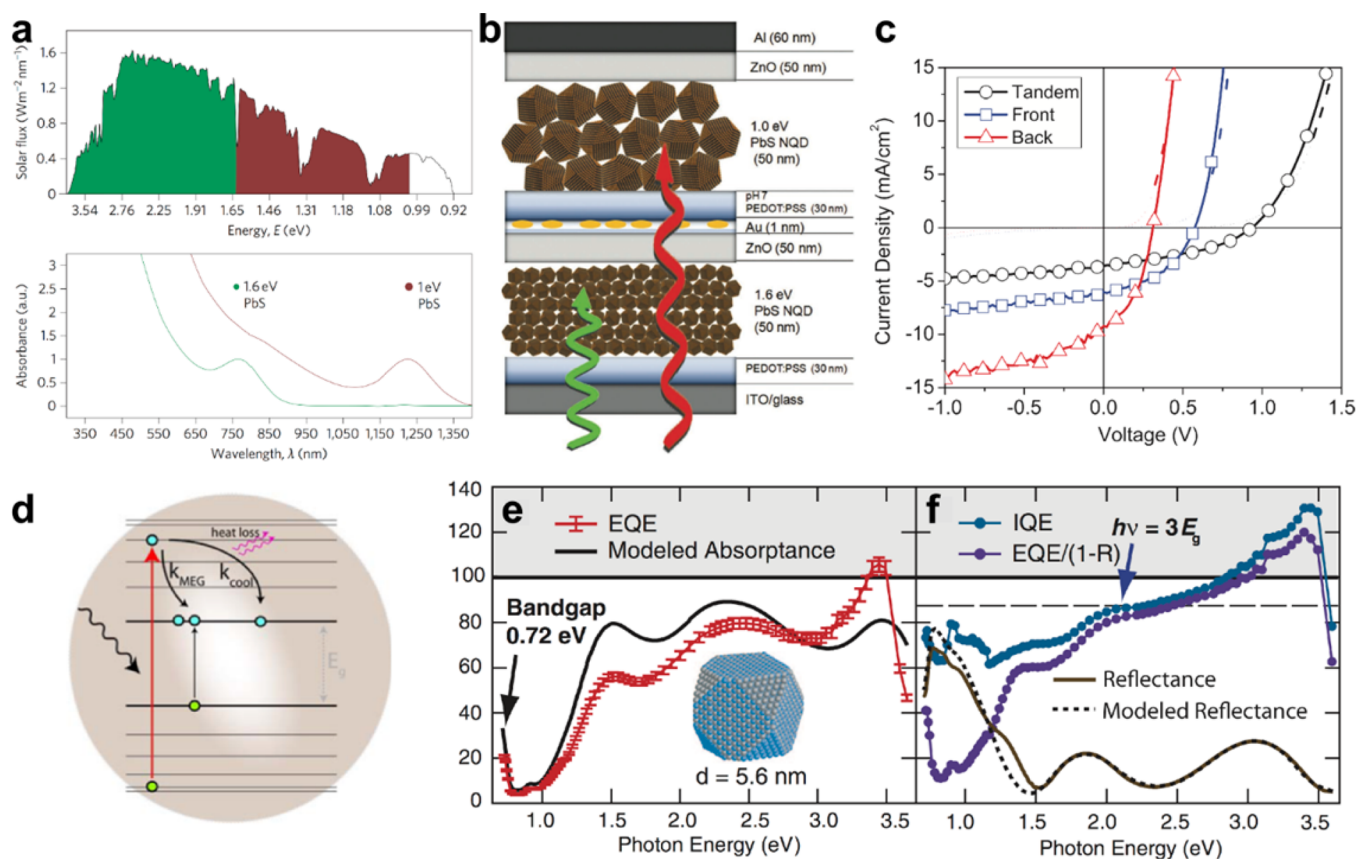 a
Solar flux (Wm⁻² nm⁻¹)
1.6
1.2
0.8
0.4
0
3.54 2.76 2.25 1.91 1.65 1.46 1.31 1.18 1.08 0.99 0.92
Energy, E (eV)
3
2.5
2
1.5
1
0.5
0
Absorbance (a.u.)
1.6 eV
PbS
1 eV
PbS
350 450 550 650 750 850 950 1,050 1,150 1,250 1,350
Wavelength, λ (nm)
b
Al (60 nm)
ZnO (50 nm)
1.0 eV
PbS NQD
(50 nm)
pH 7
PEDOT:PSS (30 nm)
Au (1 nm)
ZnO (50 nm)
1.6 eV
PbS NQD
(50 nm)
PEDOT:PSS (30 nm)
ITO/glass
c
Current Density (mA/cm²)
15
10
5
0
-5
-10
-15
Tandem
Front
Back
-1.0 -0.5 0.0 0.5 1.0 1.5
Voltage (V)
d
heat loss
kMEG
kcool
Eg
e
140
120
100
80
60
40
20
0
EQE
Modeled Absorptance
Bandgap
0.72 eV
d = 5.6 nm
1.0 1.5 2.0 2.5 3.0 3.5
Photon Energy (eV)
f
IQE
EQE/(1-R)
hν = 3Eg
Reflectance
Modeled Reflectance
1.0 1.5 2.0 2.5 3.0 3.5
Photon Energy (eV)